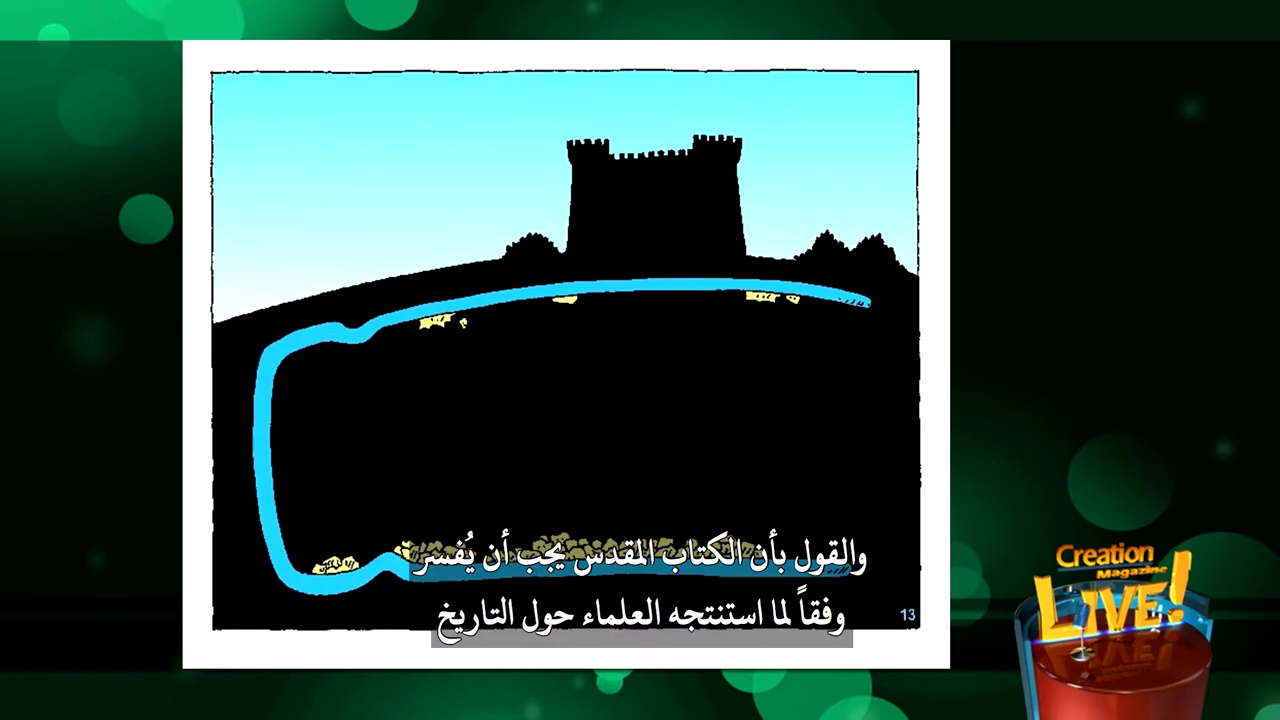 والقول بأن الكتاب المقدس يجب أن يُفسر
وفقاً لما استنتجه العلماء حول التاريخ
13
Creation
Magazine
LIVE!